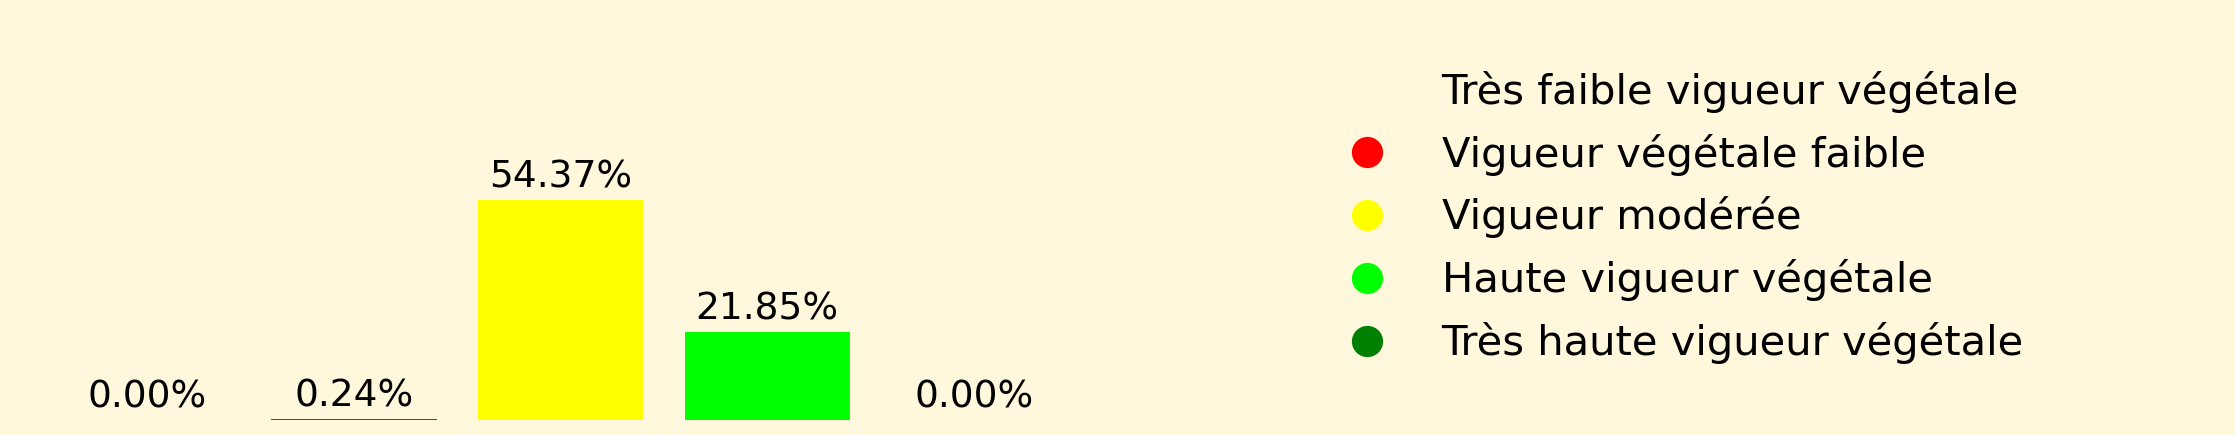 54.37%
21.85%
0.00%
0.24%
0.00%
Très faible vigueur végétale
Vigueur végétale faible
Vigueur modérée
Haute vigueur végétale
Très haute vigueur végétale